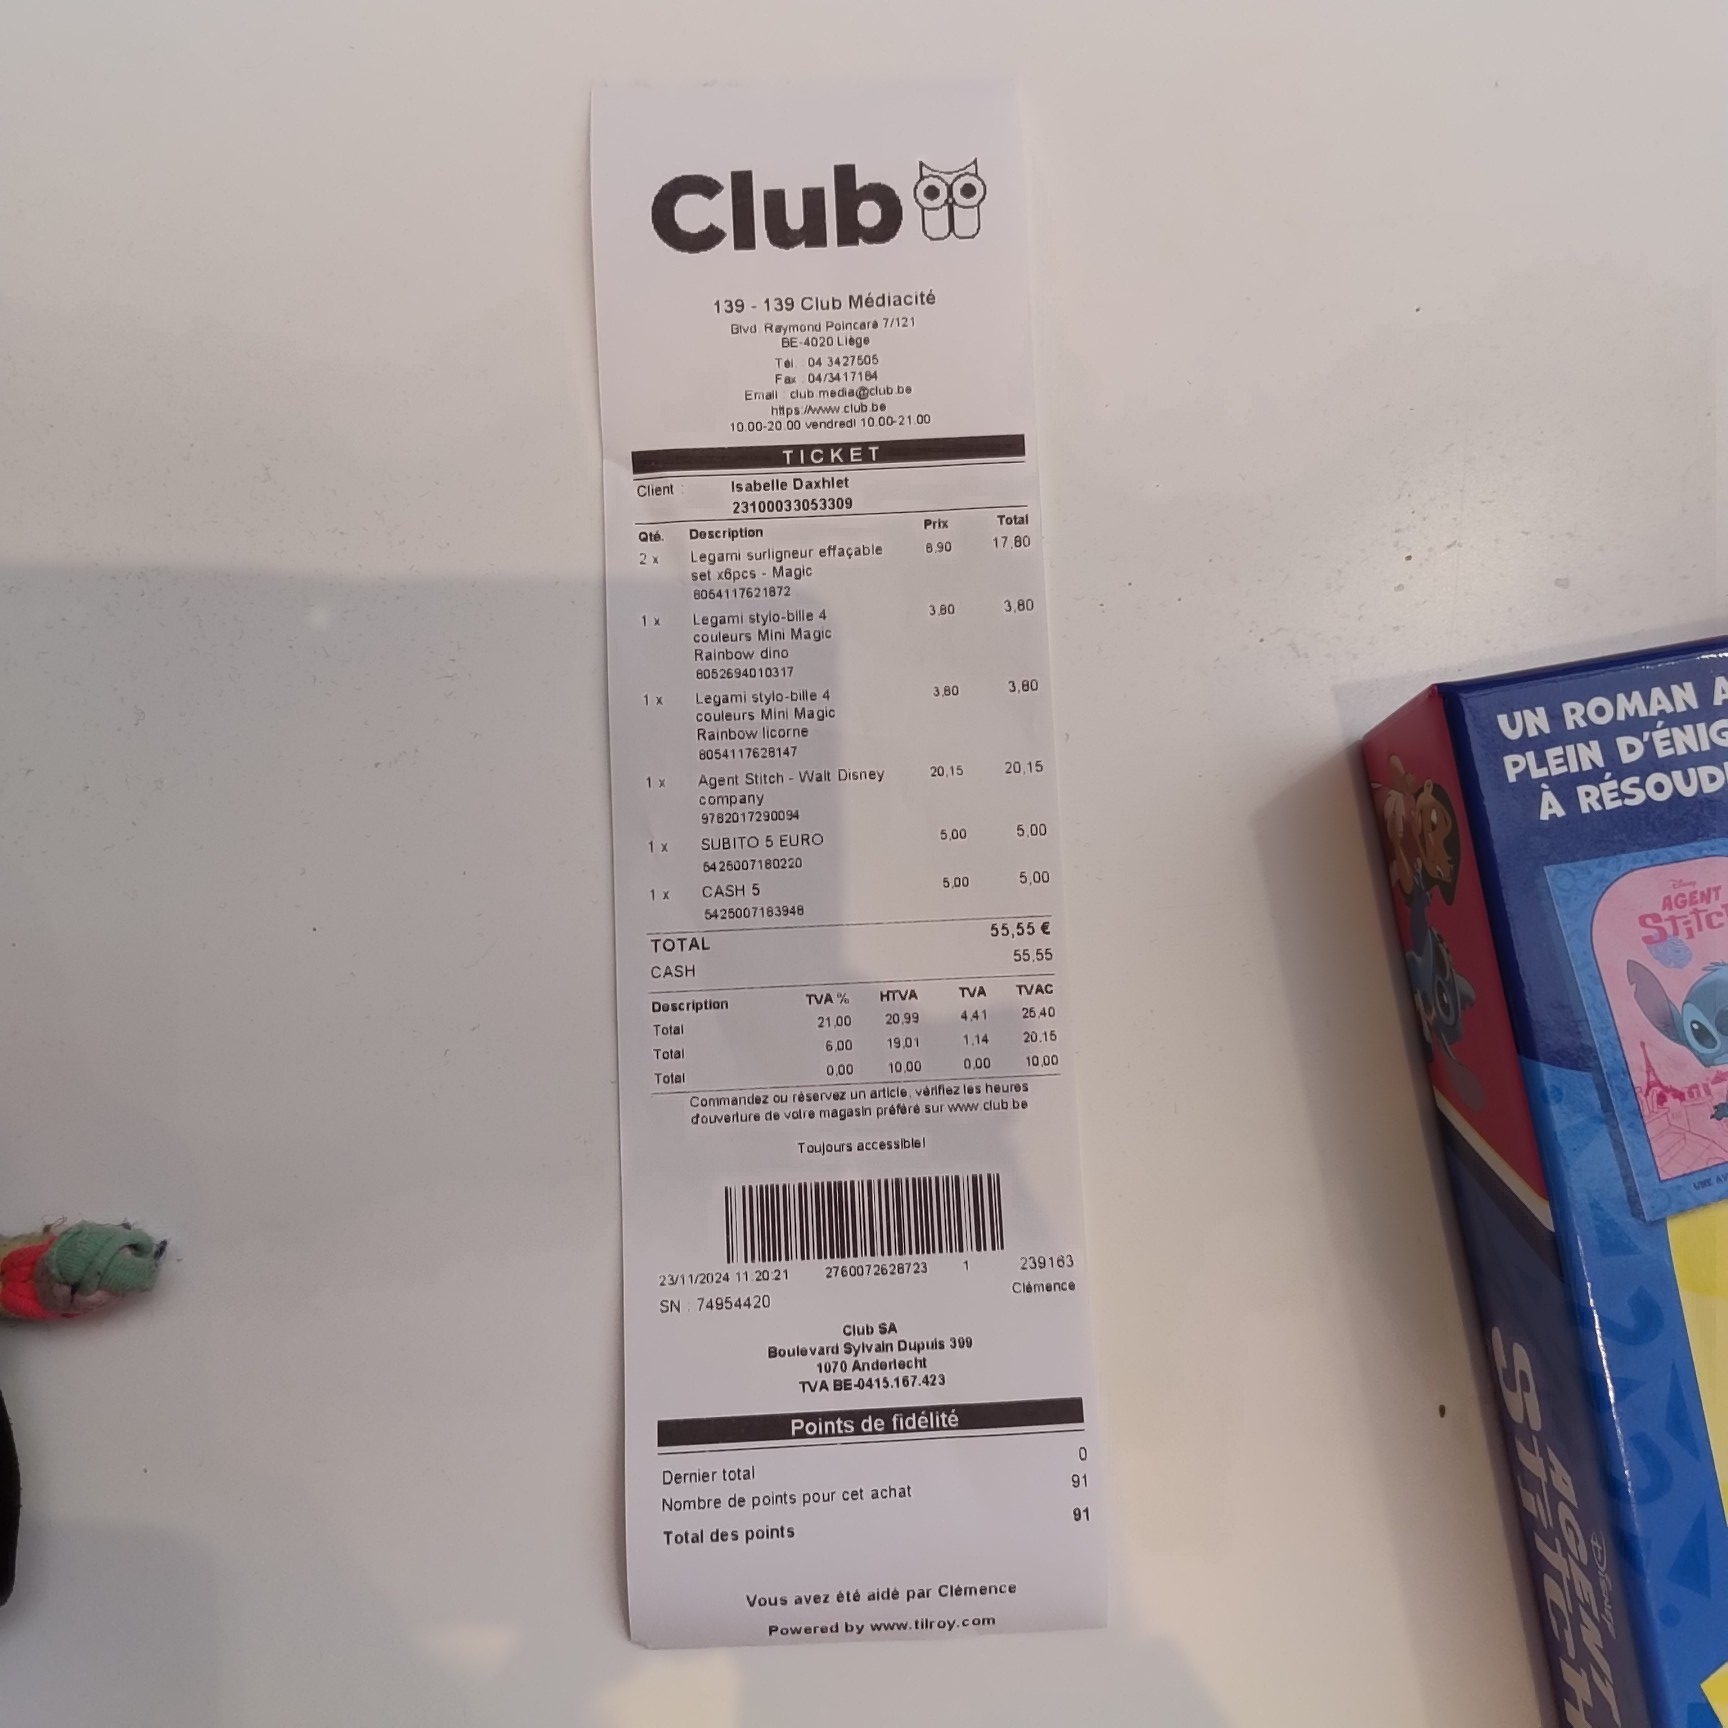 Club
139 - 139 Club Médiacité
Blvd. Raymond Poincaré 7/121
BE-4020 Liège
Tél. : 04 3427505
Fax : 04/3417184
Email : club.media@club.be
https://www.club.be
10.00-20.00 vendredi 10.00-21.00
TICKET
Client : Isabelle Daxhlet
23100033053309
Qté. Description Prix Total
2 x Legami surligneur effaçable 8,90 17,80
set x6pcs - Magic
8054117621872
1 x Legami stylo-bille 4 3,80 3,80
couleurs Mini Magic
Rainbow dino
8052694010317
1 x Legami stylo-bille 4 3,80 3,80
couleurs Mini Magic
Rainbow licorne
8054117628147
1 x Agent Stitch - Walt Disney 20,15 20,15
company
9782017290094
1 x SUBITO 5 EURO 5,00 5,00
5425007180220
1 x CASH 5 5,00 5,00
5425007183948
TOTAL 55,55 €
CASH 55,55
Description TVA % HTVA TVA TVAC
Total 21,00 20,99 4,41 25,40
Total 6,00 19,01 1,14 20,15
Total 0,00 10,00 0,00 10,00
Commandez ou réservez un article, vérifiez les heures
d'ouverture de votre magasin préféré sur www.club.be
Toujours accessible!
23/11/2024 11:20:21 2760072628723 1 239163
SN : 74954420 Clémence
Club SA
Boulevard Sylvain Dupuis 399
1070 Anderlecht
TVA BE-0415.167.423
Points de fidélité
Dernier total 0
Nombre de points pour cet achat 91
Total des points 91
Vous avez été aidé par Clémence
Powered by www.tilroy.com
UN ROMAN
PLEIN D'ÉNIG
À RÉSOUD
Disney
AGENT
STITC
UNE
Disney
AGENT
STITCH